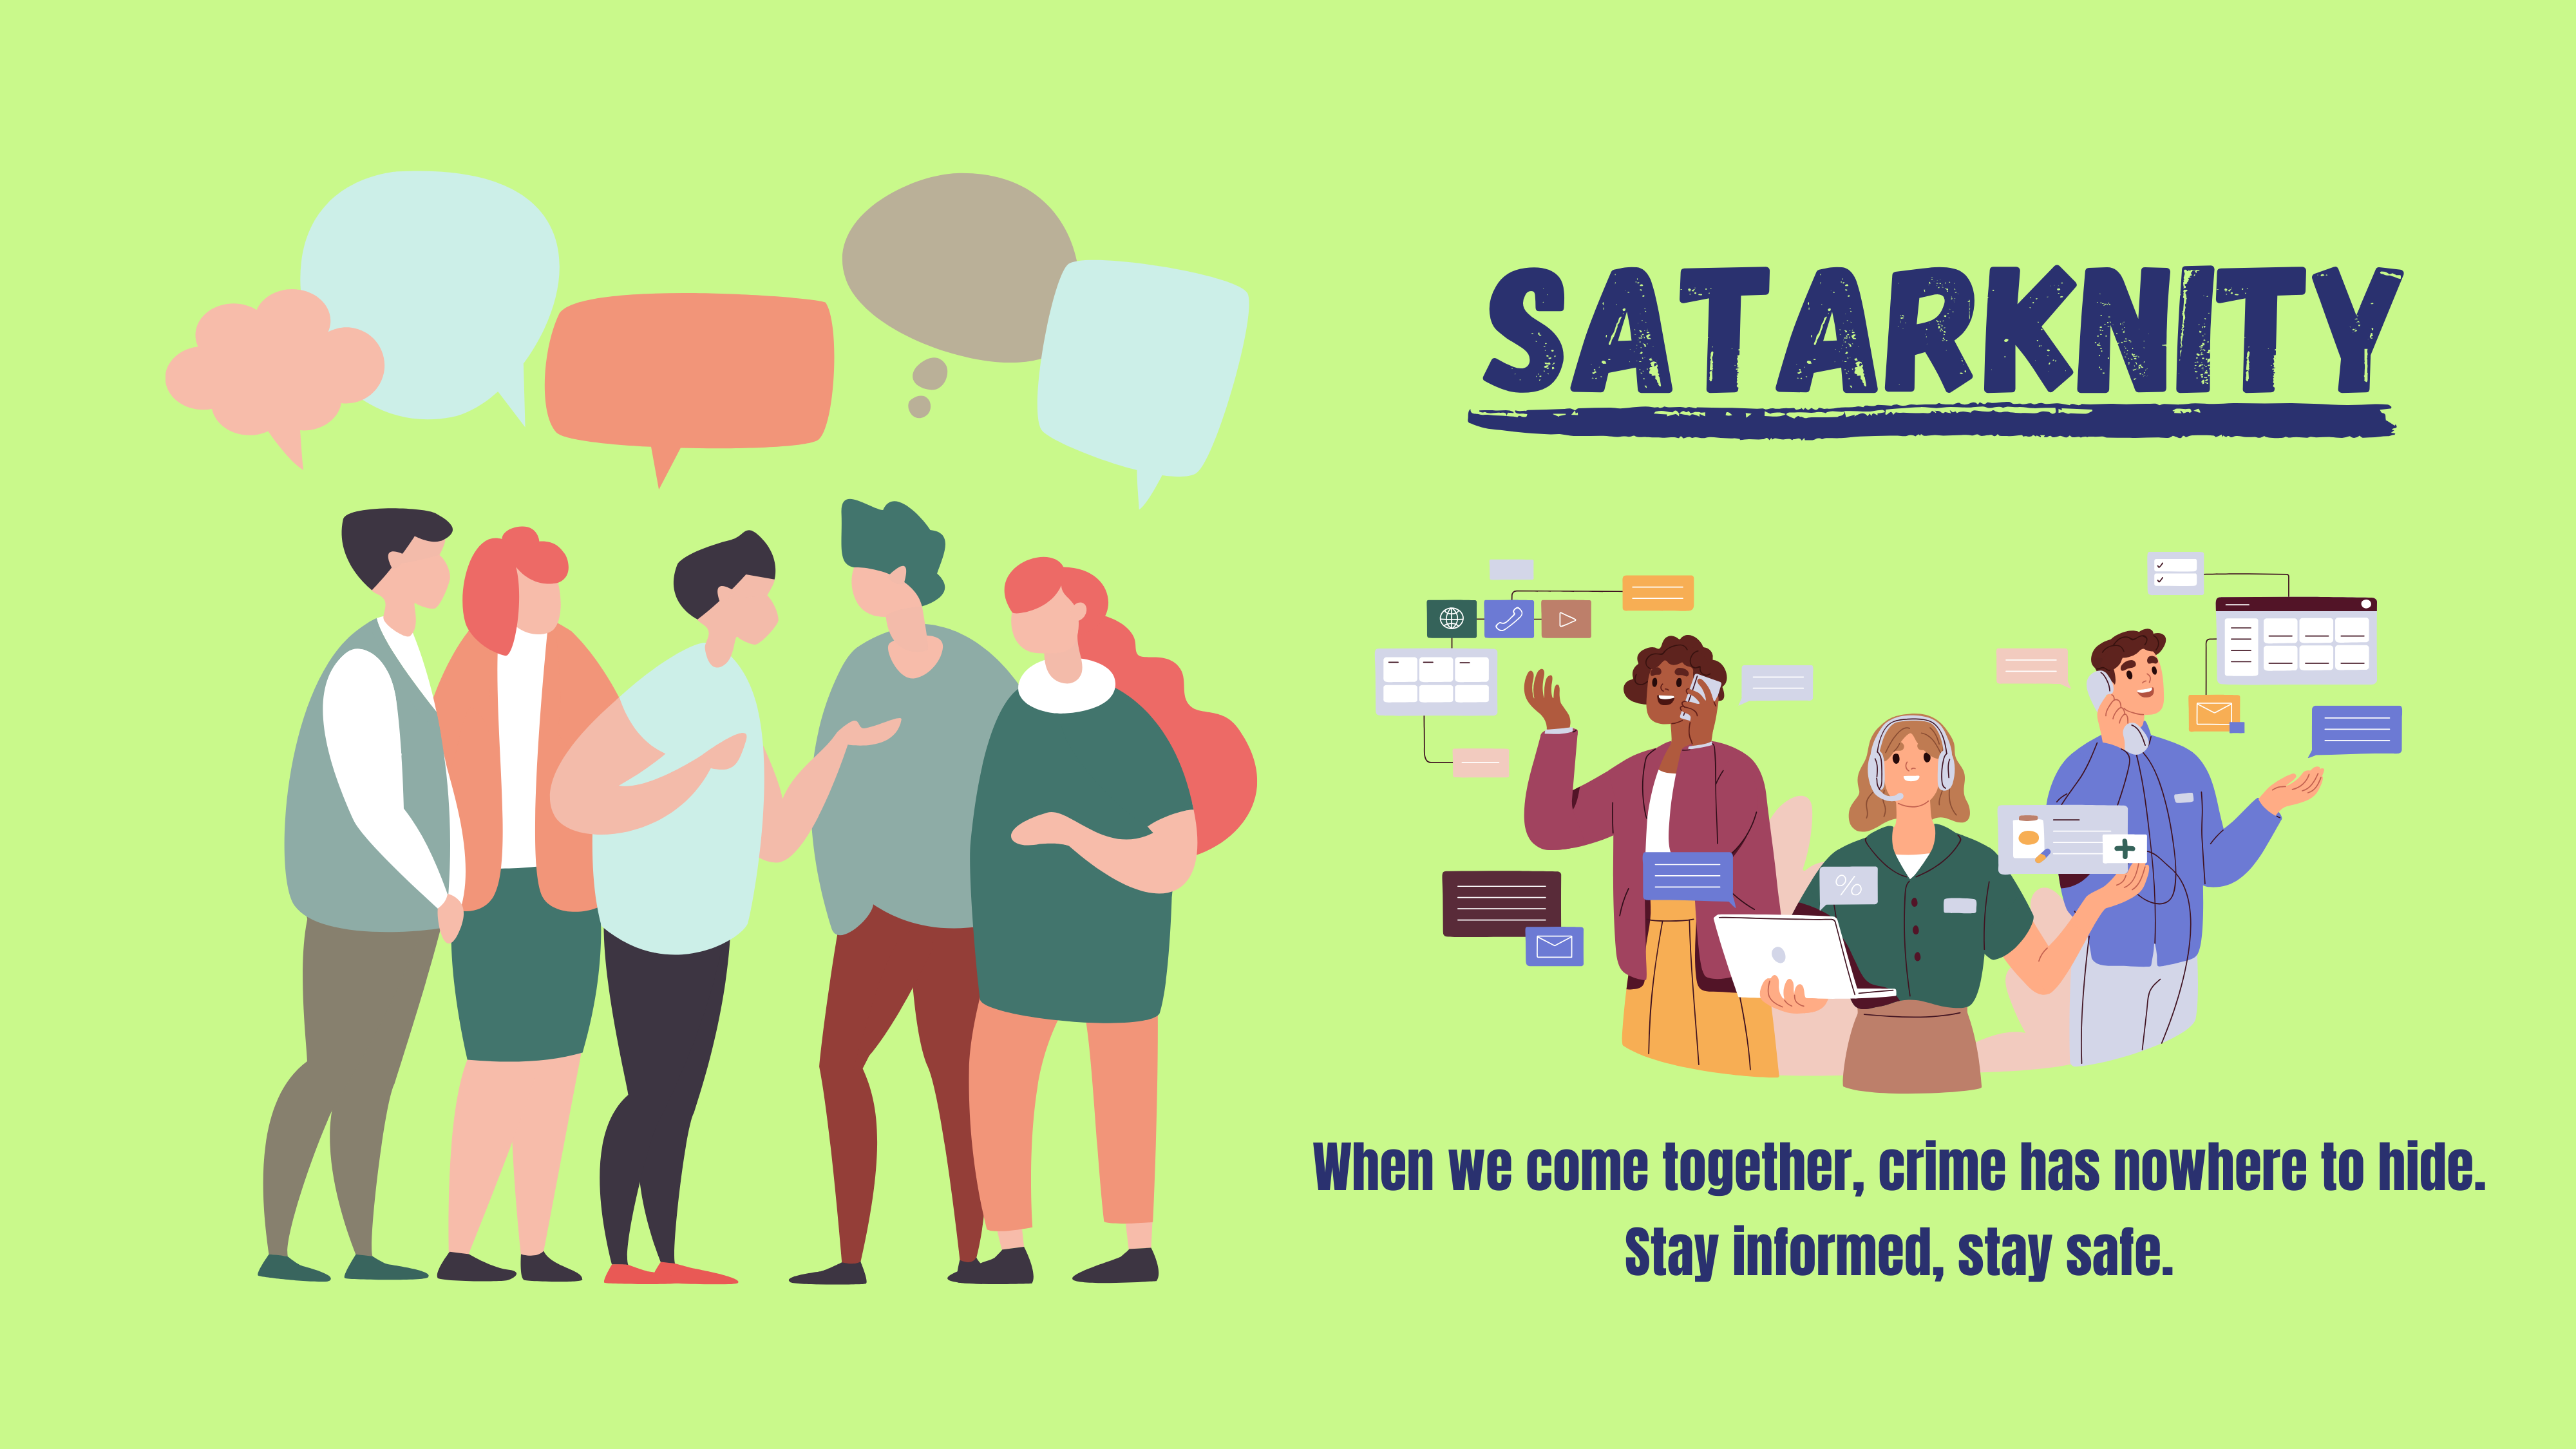 SATARKNITY
%
When we come together, crime has nowhere to hide.
Stay informed, stay safe.